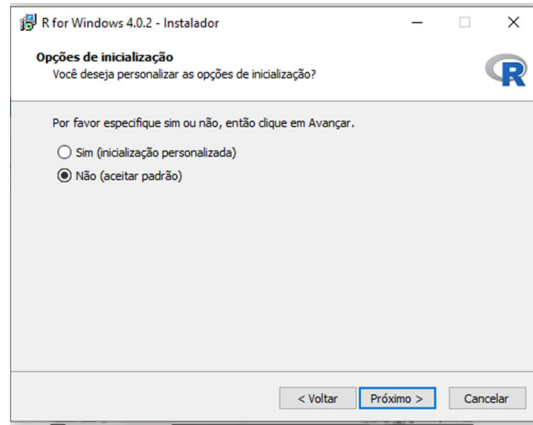 R for Windows 4.0.2 - Instalador
Opções de inicialização
Você deseja personalizar as opções de inicialização?
R
Por favor especifique sim ou não, então clique em Avançar.
Sim (inicialização personalizada)
Não (aceitar padrão)
< Voltar Próximo > Cancelar